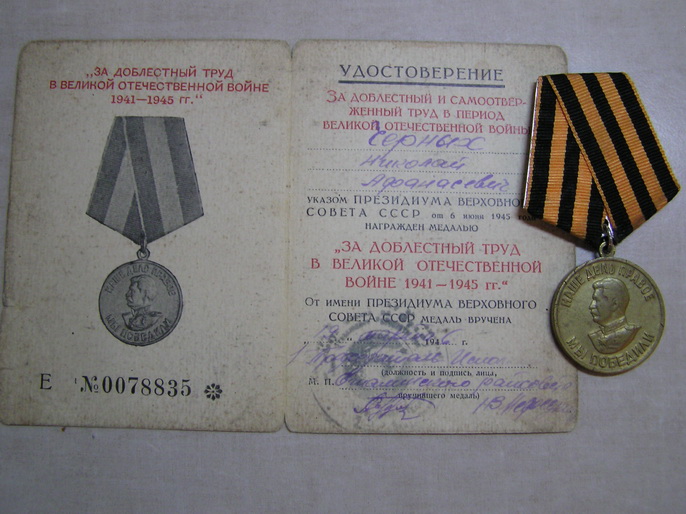 „ЗА ДОБЛЕСТНЫЙ ТРУД
В ВЕЛИКОЙ ОТЕЧЕСТВЕННОЙ ВОЙНЕ
1941—1945 гг.“
НАШЕ ДЕЛО ПРАВОЕ
МЫ ПОБЕДИЛИ
Е №0078835
УДОСТОВЕРЕНИЕ
ЗА ДОБЛЕСТНЫЙ И САМООТВЕР-
ЖЕННЫЙ ТРУД В ПЕРИОД
ВЕЛИКОЙ ОТЕЧЕСТВЕННОЙ ВОЙНЫ
Черных
Николай
Афанасевич
УКАЗОМ ПРЕЗИДИУМА ВЕРХОВНОГО
СОВЕТА СССР от 6 июня 1945 года
НАГРАЖДЕН МЕДАЛЬЮ
„ЗА ДОБЛЕСТНЫЙ ТРУД
В ВЕЛИКОЙ ОТЕЧЕСТВЕННОЙ
ВОЙНЕ 1941—1945 гг.“
От имени ПРЕЗИДИУМА ВЕРХОВНОГО
СОВЕТА СССР МЕДАЛЬ ВРУЧЕНА
1946 г.
(должность и подпись лица,
М. П.
вручившего медаль)
НАШЕ ДЕЛО ПРАВОЕ
МЫ ПОБЕДИЛИ